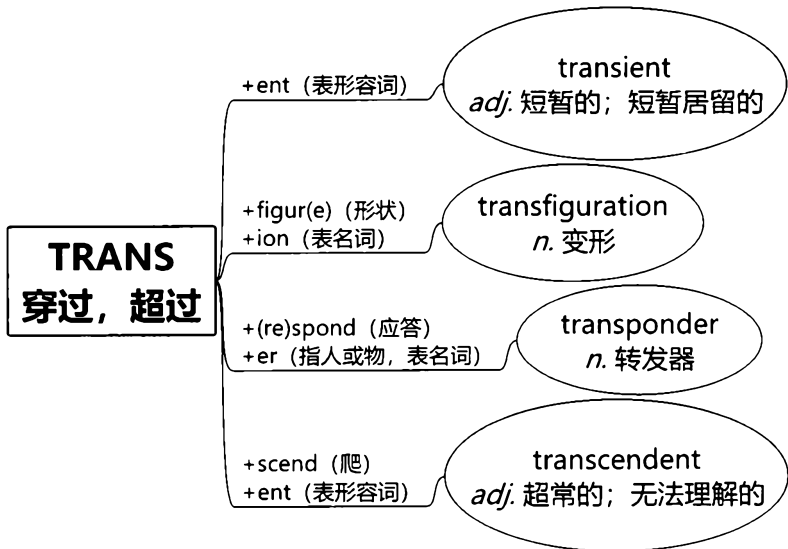 TRANS
穿过，超过
+ent（表形容词）
transient
adj. 短暂的；短暂居留的
+figur(e)（形状）
+ion（表名词）
transfiguration
n. 变形
+(re)spond（应答）
+er（指人或物，表名词）
transponder
n. 转发器
+scend（爬）
+ent（表形容词）
transcendent
adj. 超常的；无法理解的